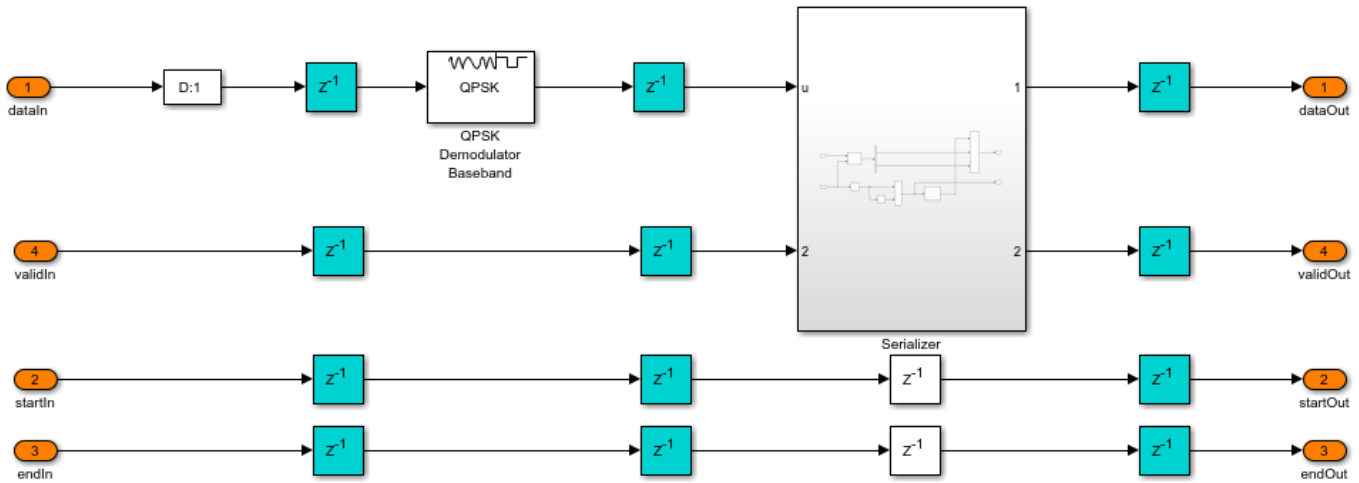 1
dataIn
D:1
z-1
QPSK
QPSK
Demodulator
Baseband
z-1
u
1
z-1
1
dataOut
4
validIn
z-1
z-1
2
2
z-1
4
validOut
Serializer
2
startIn
z-1
z-1
z-1
z-1
2
startOut
3
endIn
z-1
z-1
z-1
z-1
3
endOut